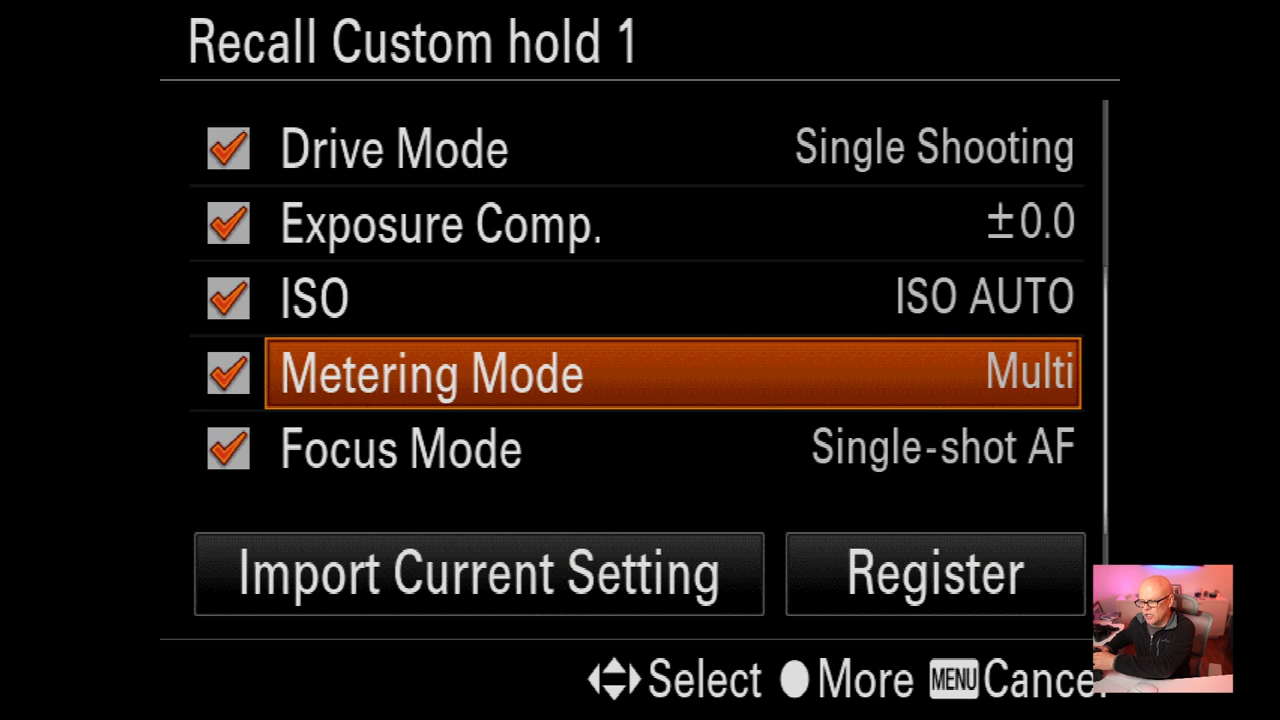 Recall Custom hold 1
Drive Mode Single Shooting
Exposure Comp. ±0.0
ISO ISO AUTO
Metering Mode Multi
Focus Mode Single-shot AF
Import Current Setting Register
Select More MENU Cancel